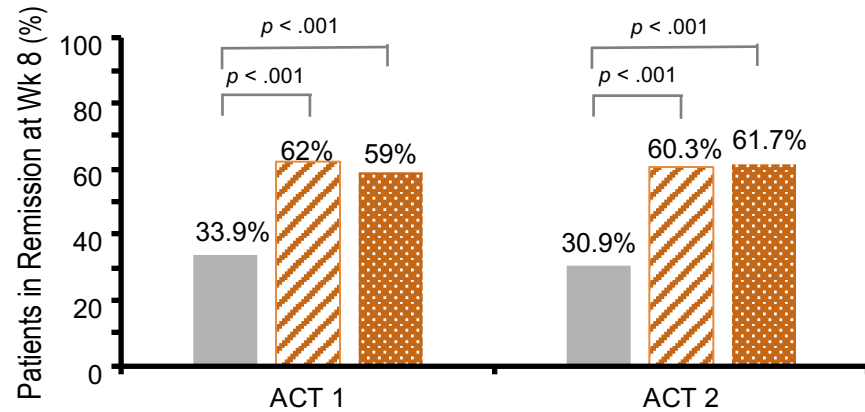 Patients in Remission at Wk 8 (%)
100
80
60
40
20
0
p < .001
p < .001
33.9%
62%
59%
ACT 1
p < .001
p < .001
30.9%
60.3%
61.7%
ACT 2